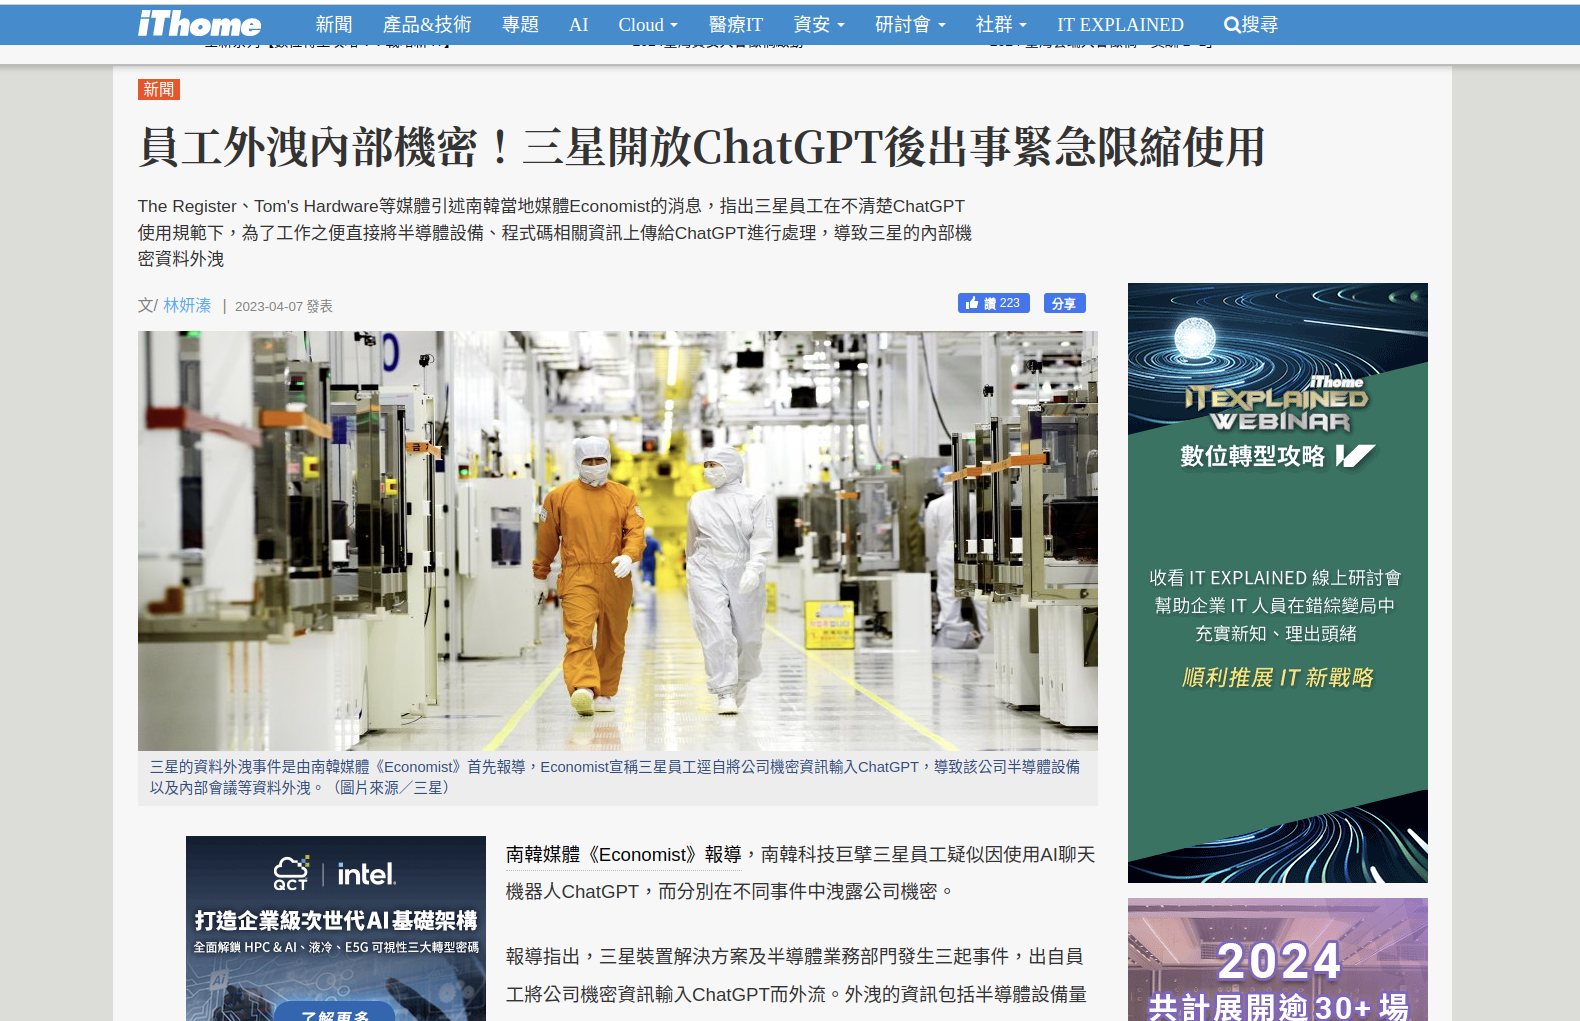 iThome 新聞 產品&技術 專題 AI Cloud 醫療IT 資安 研討會 社群 IT EXPLAINED 搜尋
新聞
員工外洩內部機密！三星開放ChatGPT後出事緊急限縮使用
The Register、Tom's Hardware等媒體引述南韓當地媒體Economist的消息，指出三星員工在不清楚ChatGPT
使用規範下，為了工作之便直接將半導體設備、程式碼相關資訊上傳給ChatGPT進行處理，導致三星的內部機
密資料外洩
文/ 林妍溱 | 2023-04-07 發表
讚 223 分享
三星的資料外洩事件是由南韓媒體《Economist》首先報導，Economist宣稱三星員工逕自將公司機密資訊輸入ChatGPT，導致該公司半導體設備
以及內部會議等資料外洩。（圖片來源／三星）
QCT intel.
打造企業級次世代AI基礎架構
全面解鎖 HPC & AI、液冷、E5G 可視性三大轉型密碼
Ai
了解更多
南韓媒體《Economist》報導，南韓科技巨擘三星員工疑似因使用AI聊天
機器人ChatGPT，而分別在不同事件中洩露公司機密。
報導指出，三星裝置解決方案及半導體業務部門發生三起事件，出自員
工將公司機密資訊輸入ChatGPT而外流。外洩的資訊包括半導體設備量
iThome
IT EXPLAINED
WEBINAR
數位轉型攻略
收看 IT EXPLAINED 線上研討會
幫助企業 IT 人員在錯綜變局中
充實新知、理出頭緒
順利推展 IT 新戰略
2024
共計展開逾 30+ 場